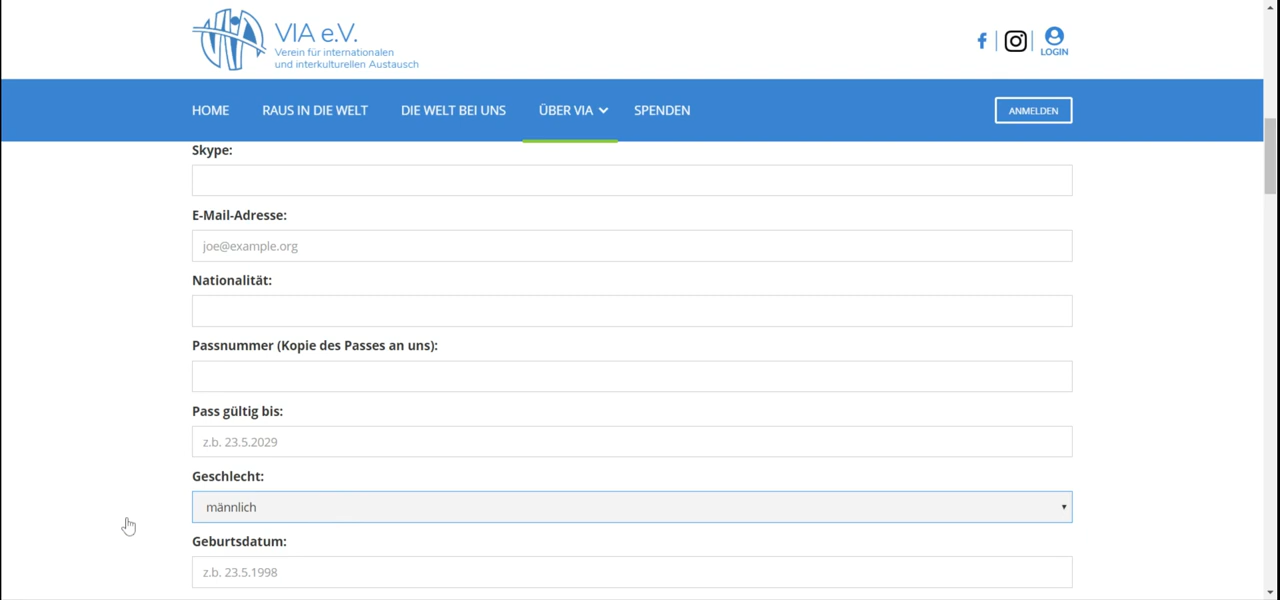 VIA e.V.
Verein für internationalen
und interkulturellen Austausch
LOGIN
HOME RAUS IN DIE WELT DIE WELT BEI UNS ÜBER VIA SPENDEN ANMELDEN
Skype:
E-Mail-Adresse:
joe@example.org
Nationalität:
Passnummer (Kopie des Passes an uns):
Pass gültig bis:
z.b. 23.5.2029
Geschlecht:
männlich
Geburtsdatum:
z.b. 23.5.1998